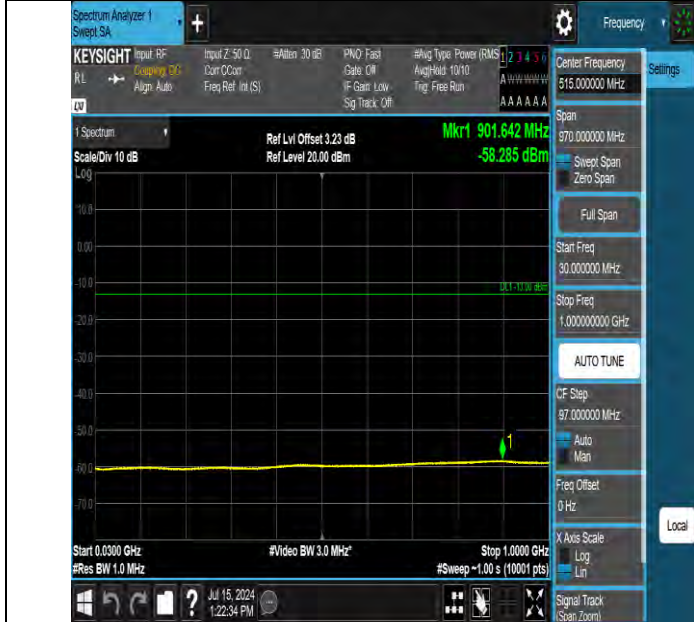 Spectrum Analyzer 1
Swept SA
Frequency
KEYSIGHT
RL
Input: RF
Coupling: DC
Align: Auto
Input Z: 50 Ω
Corr CCorr
Freq Ref: Int (S)
#Atten: 30 dB
PNO: Fast
Gate: Off
IF Gain: Low
Sig Track: Off
#Avg Type: Power (RMS
Avg|Hold: 10/10
Trig: Free Run
1 2 3 4 5 6
A W W W W W
A A A A A A
1 Spectrum
Scale/Div 10 dB
Log
Ref Lvl Offset 3.23 dB
Ref Level 20.00 dBm
Mkr1 901.642 MHz
-58.285 dBm
10.0
0.00
-10.0
DL1 -13.00 dBm
-20.0
-30.0
-40.0
-50.0
1
-60.0
-70.0
Start 0.0300 GHz
#Res BW 1.0 MHz
#Video BW 3.0 MHz*
Stop 1.0000 GHz
#Sweep ~1.00 s (10001 pts)
Jul 15, 2024
1:22:34 PM
Center Frequency
515.000000 MHz
Settings
Span
970.000000 MHz
Swept Span
Zero Span
Full Span
Start Freq
30.000000 MHz
Stop Freq
1.000000000 GHz
AUTO TUNE
CF Step
97.000000 MHz
Auto
Man
Freq Offset
0 Hz
X Axis Scale
Log
Lin
Local
Signal Track
(Span Zoom)